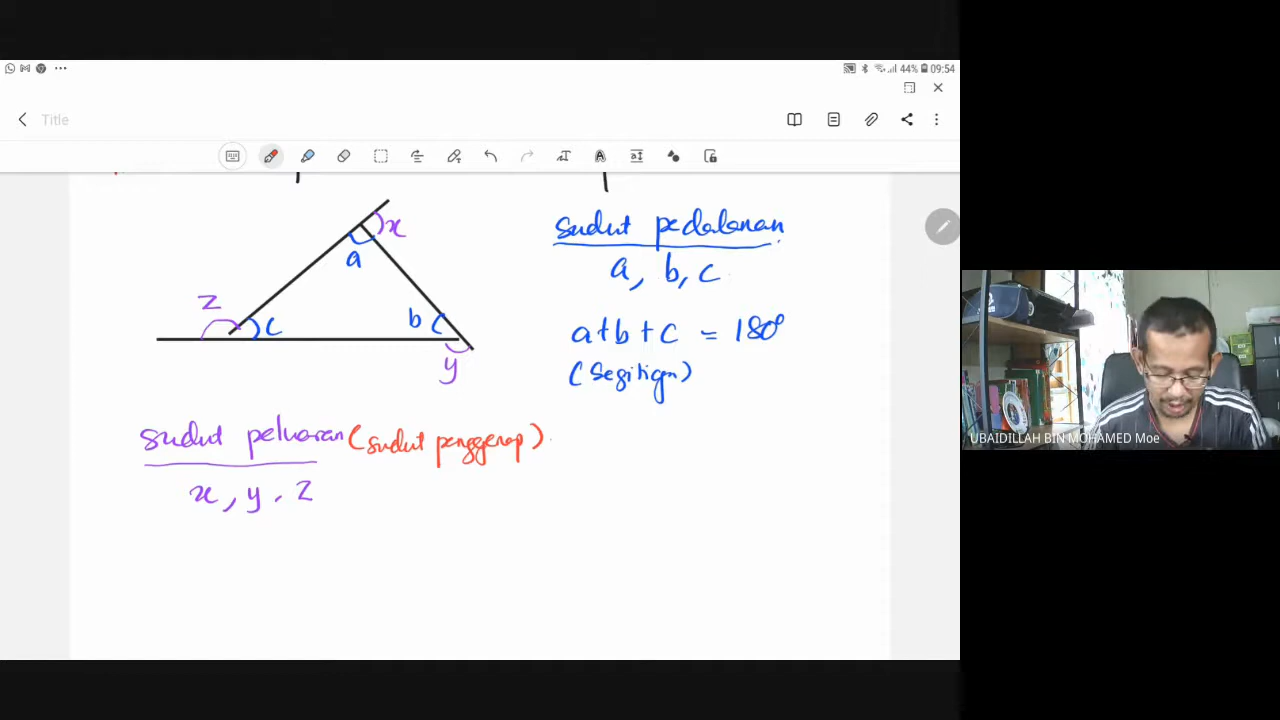 44% 09:54
Title
x
a
z
c
b
y
sudut pedalaman
a, b, c
a+b+c = 180°
(segitiga)
sudut peluaran (sudut penggenap)
x, y, z
UBAIDILLAH BIN MOHAMED Moe